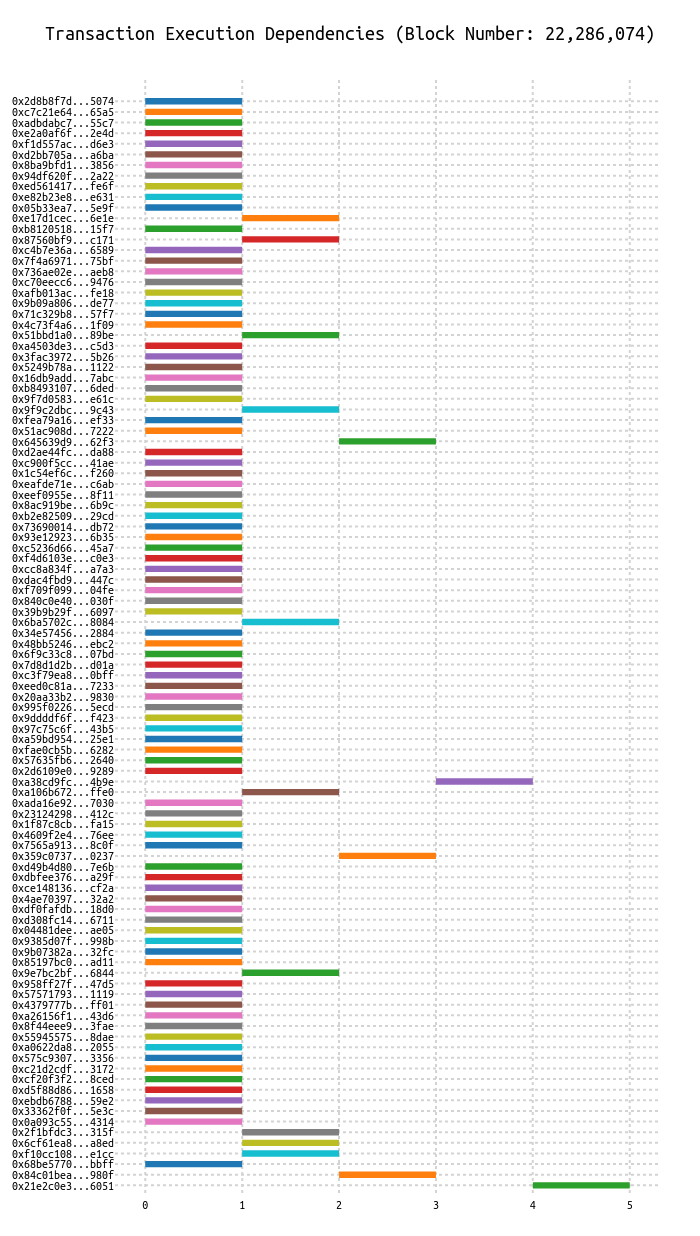 Transaction Execution Dependencies (Block Number: 22,286,074)
0x2d8b8f7d...5074
0xc7c21e64...65a5
0xadbdabc7...55c7
0xe2a0af6f...2e4d
0xf1d557ac...d6e3
0xd2bb705a...a6ba
0x8ba9bfd1...3856
0x94df620f...2a22
0xed561417...fe6f
0xe82b23e8...e631
0x05b33ea7...5e9f
0xe17d1cec...6e1e
0xb8120518...15f7
0x87560bf9...c171
0xc4b7e36a...6589
0x7f4a6971...75bf
0x736ae02e...aeb8
0xc70eecc6...9476
0xafb013ac...fe18
0x9b09a806...de77
0x71c329b8...57f7
0x4c73f4a6...1f09
0x51bbd1a0...89be
0xa4503de3...c5d3
0x3fac3972...5b26
0x5249b78a...1122
0x16db9add...7abc
0xb8493107...6ded
0x9f7d0583...e61c
0x9f9c2dbc...9c43
0xfea79a16...ef33
0x51ac908d...7222
0x645639d9...62f3
0xd2ae44fc...da88
0xc900f5cc...41ae
0x1c54ef6c...f260
0xeafde71e...c6ab
0xeef0955e...8f11
0x8ac919be...6b9c
0xb2e82509...29cd
0x73690014...db72
0x93e12923...6b35
0xc5236d66...45a7
0xf4d6103e...c0e3
0xcc8a834f...a7a3
0xdac4fbd9...447c
0xf709f099...04fe
0x840c0e40...030f
0x39b9b29f...6097
0x6ba5702c...8084
0x34e57456...2884
0x48bb5246...ebc2
0x6f9c33c8...07bd
0x7d8d1d2b...d01a
0xc3f79ea8...0bff
0xeed0c81a...7233
0x20aa33b2...9830
0x995f0226...5ecd
0x9ddddf6f...f423
0x97c75c6f...43b5
0xa59bd954...25e1
0xfae0cb5b...6282
0x57635fb6...2640
0x2d6109e0...9289
0xa38cd9fc...4b9e
0xa106b672...ffe0
0xada16e92...7030
0x23124298...412c
0x1f87c8cb...fa15
0x4609f2e4...76ee
0x7565a913...8c0f
0x359c0737...0237
0xd49b4d80...7e6b
0xdbfee376...a29f
0xce148136...cf2a
0x4ae70397...32a2
0xdf0fafdb...18d0
0xd308fc14...6711
0x04481dee...ae05
0x9385d07f...998b
0x9b07382a...32fc
0x85197bc0...ad11
0x9e7bc2bf...6844
0x958ff27f...47d5
0x57571793...1119
0x4379777b...ff01
0xa26156f1...43d6
0x8f44eee9...3fae
0x55945575...8dae
0xa0622da8...2055
0x575c9307...3356
0xc21d2cdf...3172
0xcf20f3f2...8ced
0xd5f88d86...1658
0xebdb6788...59e2
0x33362f0f...5e3c
0x0a093c55...4314
0x2f1bfdc3...315f
0x6cf61ea8...a8ed
0xf10cc108...e1cc
0x68be5770...bbff
0x84c01bea...980f
0x21e2c0e3...6051
0 1 2 3 4 5